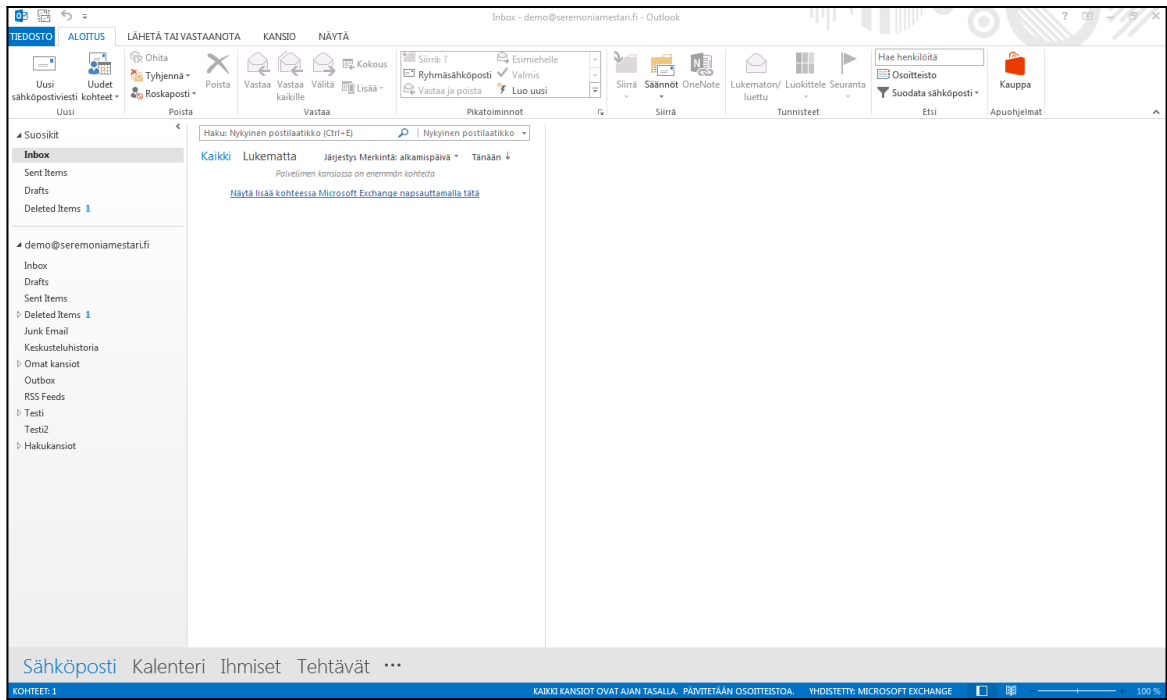 Inbox - demo@seremoniamestari.fi - Outlook
TIEDOSTO ALOITUS LÄHETÄ TAI VASTAANOTA KANSIO NÄYTÄ
Uusi sähköpostiviesti
Uudet kohteet
Uusi
Ohita
Tyhjennä
Roskaposti
Poista
Poista
Vastaa
Vastaa kaikille
Välitä
Kokous
Lisää
Vastaa
Siirrä: ?
Ryhmäsähköposti
Vastaa ja poista
Esimiehelle
Valmis
Luo uusi
Pikatoiminnot
Siirrä
Säännöt
OneNote
Siirrä
Lukematon/ luettu
Luokittele
Seuranta
Tunnisteet
Hae henkilöitä
Osoitteisto
Suodata sähköposti
Etsi
Kauppa
Apuohjelmat
Suosikit
Inbox
Sent Items
Drafts
Deleted Items 1
demo@seremoniamestari.fi
Inbox
Drafts
Sent Items
Deleted Items 1
Junk Email
Keskusteluhistoria
Omat kansiot
Outbox
RSS Feeds
Testi
Testi2
Hakukansiot
Haku: Nykyinen postilaatikko (Ctrl+E) Nykyinen postilaatikko
Kaikki Lukematta Järjestys Merkintä: alkamispäivä Tänään ↓
Palvelimen kansiossa on enemmän kohteita
Näytä lisää kohteessa Microsoft Exchange napsauttamalla tätä
Sähköposti Kalenteri Ihmiset Tehtävät •••
KOHTEET: 1 KAIKKI KANSIOT OVAT AJAN TASALLA. PÄIVITETÄÄN OSOITTEISTOA. YHDISTETTY: MICROSOFT EXCHANGE 100 %